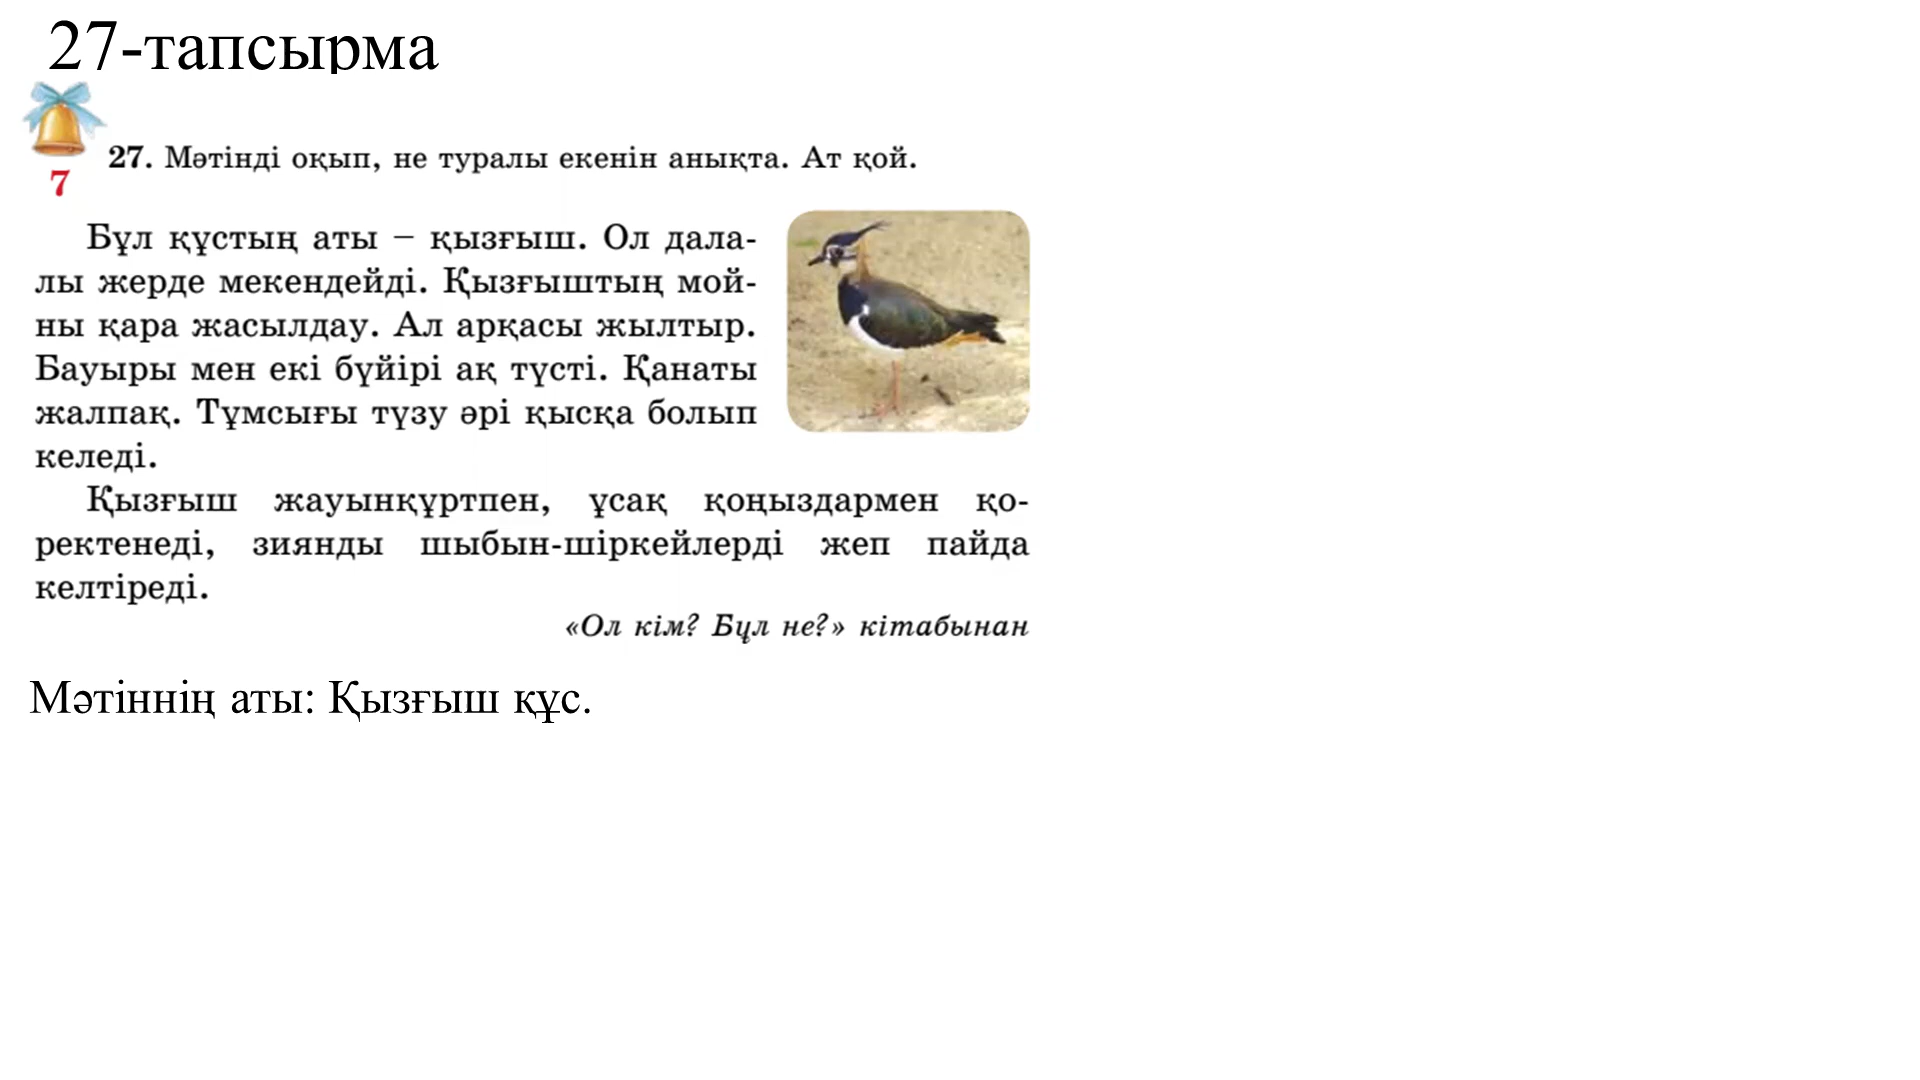 27-тапсырма
27. Мәтінді оқып, не туралы екенін анықта. Ат қой.
7
Бұл құстың аты – қызғыш. Ол дала-
лы жерде мекендейді. Қызғыштың мой-
ны қара жасылдау. Ал арқасы жылтыр.
Бауыры мен екі бүйірі ақ түсті. Қанаты
жалпақ. Тұмсығы түзу әрі қысқа болып
келеді.
Қызғыш жауынқұртпен, ұсақ қоңыздармен қо-
ректенеді, зиянды шыбын-шіркейлерді жеп пайда
келтіреді.
«Ол кім? Бұл не?» кітабынан
Мәтіннің аты: Қызғыш құс.